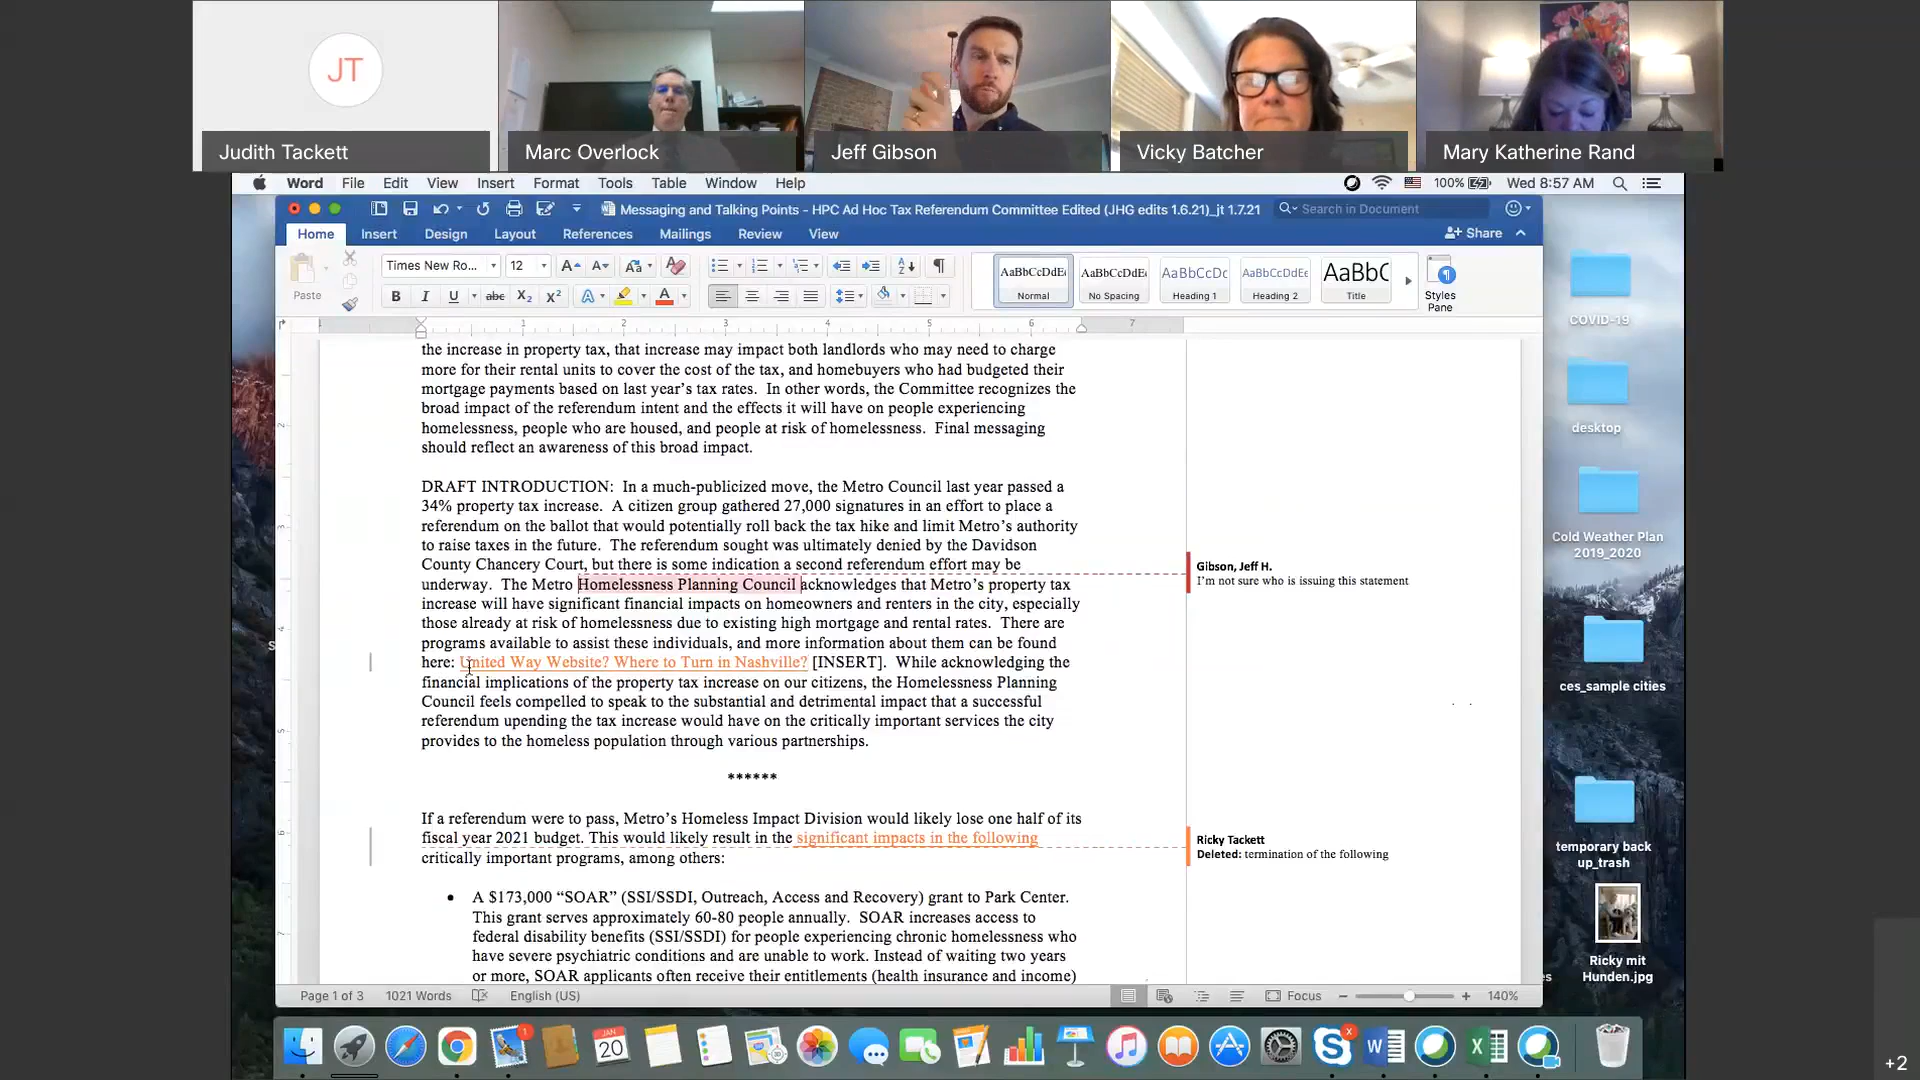 JT
Judith Tackett
Marc Overlock
Jeff Gibson
Vicky Batcher
Mary Katherine Rand
Word File Edit View Insert Format Tools Table Window Help
100% Wed 8:57 AM
Messaging and Talking Points - HPC Ad Hoc Tax Referendum Committee Edited (JHG edits 1.6.21)_jt 1.7.21
Search in Document
Home Insert Design Layout References Mailings Review View
Share
Paste
Times New Ro... 12
AaBbCcDdEe AaBbCcDdEe AaBbCcDc AaBbCcDdEe AaBbC
Normal No Spacing Heading 1 Heading 2 Title
Styles
Pane
1 1 2 3 4 5 6 7
the increase in property tax, that increase may impact both landlords who may need to charge
more for their rental units to cover the cost of the tax, and homebuyers who had budgeted their
mortgage payments based on last year's tax rates. In other words, the Committee recognizes the
broad impact of the referendum intent and the effects it will have on people experiencing
homelessness, people who are housed, and people at risk of homelessness. Final messaging
should reflect an awareness of this broad impact.
DRAFT INTRODUCTION: In a much-publicized move, the Metro Council last year passed a
34% property tax increase. A citizen group gathered 27,000 signatures in an effort to place a
referendum on the ballot that would potentially roll back the tax hike and limit Metro's authority
to raise taxes in the future. The referendum sought was ultimately denied by the Davidson
County Chancery Court, but there is some indication a second referendum effort may be
underway. The Metro Homelessness Planning Council acknowledges that Metro's property tax
increase will have significant financial impacts on homeowners and renters in the city, especially
those already at risk of homelessness due to existing high mortgage and rental rates. There are
programs available to assist these individuals, and more information about them can be found
here: United Way Website? Where to Turn in Nashville? [INSERT]. While acknowledging the
financial implications of the property tax increase on our citizens, the Homelessness Planning
Council feels compelled to speak to the substantial and detrimental impact that a successful
referendum upending the tax increase would have on the critically important services the city
provides to the homeless population through various partnerships.
******
If a referendum were to pass, Metro's Homeless Impact Division would likely lose one half of its
fiscal year 2021 budget. This would likely result in the significant impacts in the following
critically important programs, among others:
• A $173,000 “SOAR” (SSI/SSDI, Outreach, Access and Recovery) grant to Park Center.
This grant serves approximately 60-80 people annually. SOAR increases access to
federal disability benefits (SSI/SSDI) for people experiencing chronic homelessness who
have severe psychiatric conditions and are unable to work. Instead of waiting two years
or more, SOAR applicants often receive their entitlements (health insurance and income)
Gibson, Jeff H.
I'm not sure who is issuing this statement
Ricky Tackett
Deleted: termination of the following
COVID-19
desktop
Cold Weather Plan
2019_2020
ces_sample cities
temporary back
up_trash
Ricky mit
Hunden.jpg
Page 1 of 3 1021 Words English (US) Focus 140%
JAN
20
+2